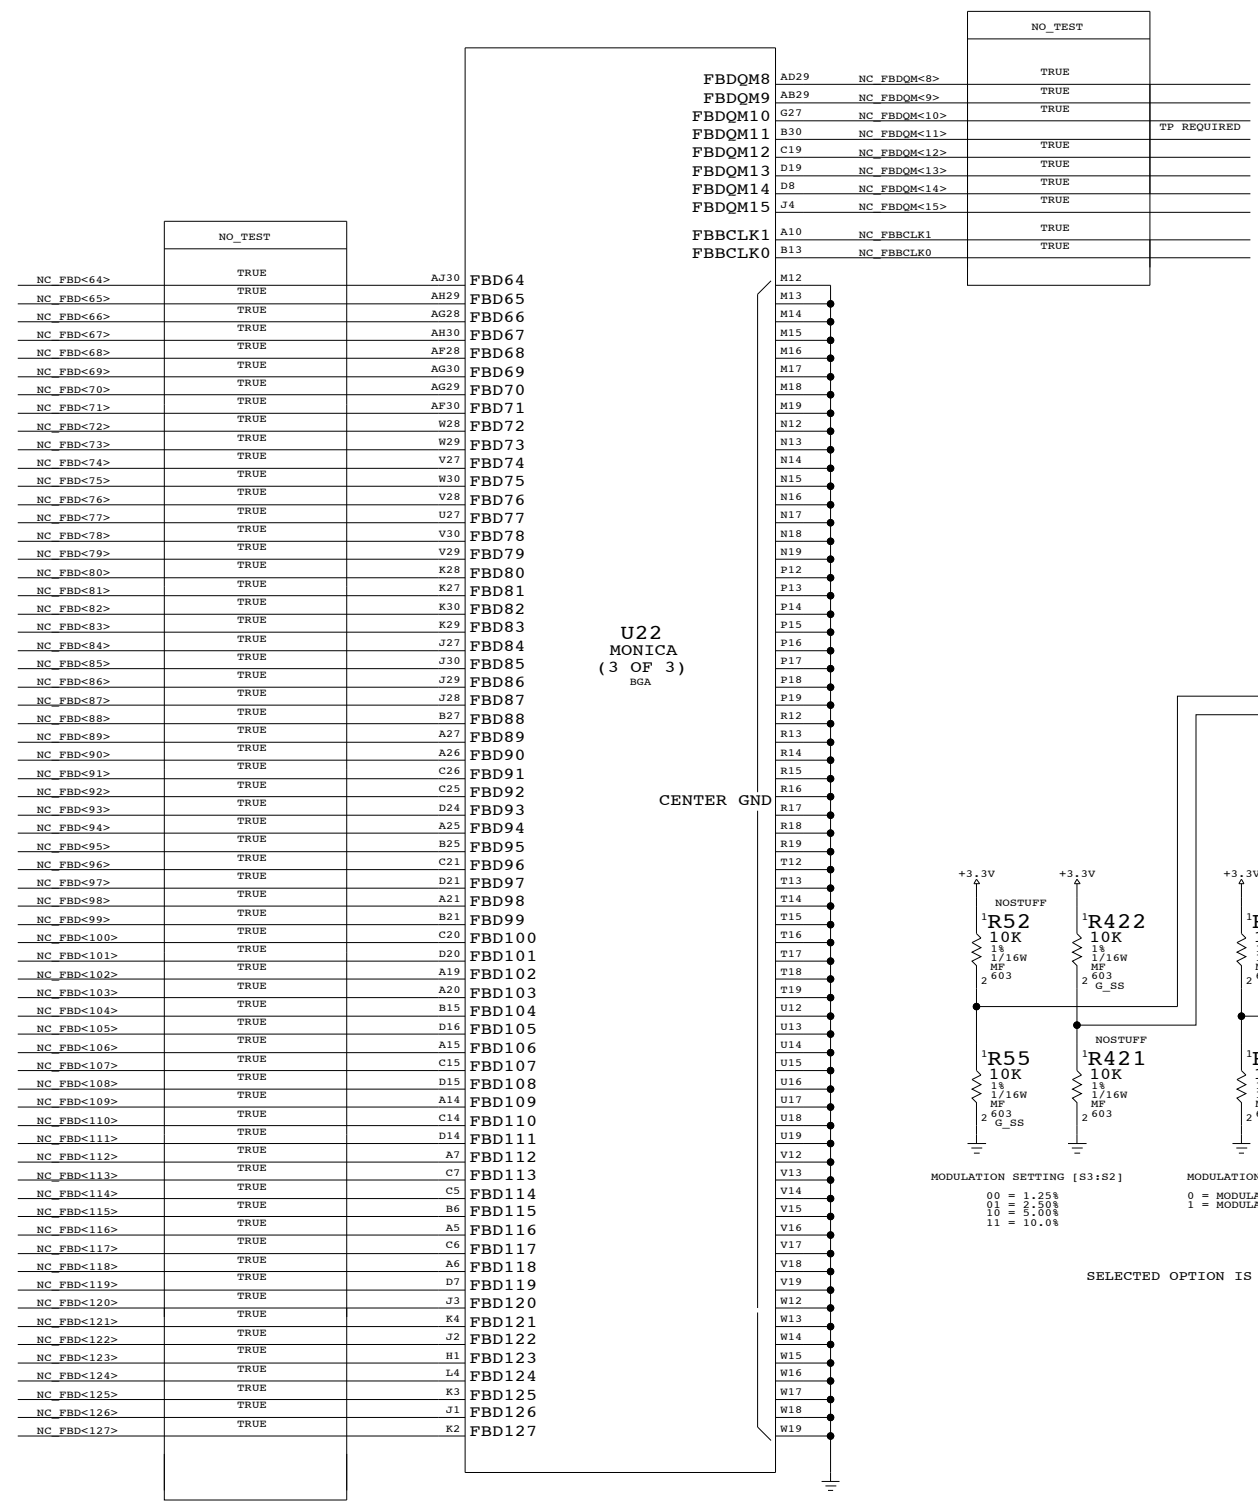 NO_TEST
FBDQM8 AD29 NC_FBDQM<8> TRUE
FBDQM9 AB29 NC_FBDQM<9> TRUE
FBDQM10 G27 NC_FBDQM<10> TRUE
FBDQM11 B30 NC_FBDQM<11> TP REQUIRED
FBDQM12 C19 NC_FBDQM<12> TRUE
FBDQM13 D19 NC_FBDQM<13> TRUE
FBDQM14 D8 NC_FBDQM<14> TRUE
FBDQM15 J4 NC_FBDQM<15> TRUE
FBBCLK1 A10 NC_FBBCLK1 TRUE
FBBCLK0 B13 NC_FBBCLK0 TRUE
NO_TEST
NC_FBD<64> TRUE AJ30 FBD64 M12
NC_FBD<65> TRUE AH29 FBD65 M13
NC_FBD<66> TRUE AG28 FBD66 M14
NC_FBD<67> TRUE AH30 FBD67 M15
NC_FBD<68> TRUE AF28 FBD68 M16
NC_FBD<69> TRUE AG30 FBD69 M17
NC_FBD<70> TRUE AG29 FBD70 M18
NC_FBD<71> TRUE AF30 FBD71 M19
NC_FBD<72> TRUE W28 FBD72 N12
NC_FBD<73> TRUE W29 FBD73 N13
NC_FBD<74> TRUE V27 FBD74 N14
NC_FBD<75> TRUE W30 FBD75 N15
NC_FBD<76> TRUE V28 FBD76 N16
NC_FBD<77> TRUE U27 FBD77 N17
NC_FBD<78> TRUE V30 FBD78 N18
NC_FBD<79> TRUE V29 FBD79 N19
NC_FBD<80> TRUE K28 FBD80 P12
NC_FBD<81> TRUE K27 FBD81 P13
NC_FBD<82> TRUE K30 FBD82 P14
NC_FBD<83> TRUE K29 FBD83 P15
NC_FBD<84> TRUE J27 FBD84 P16
NC_FBD<85> TRUE J30 FBD85 P17
NC_FBD<86> TRUE J29 FBD86 P18
NC_FBD<87> TRUE J28 FBD87 P19
NC_FBD<88> TRUE B27 FBD88 R12
NC_FBD<89> TRUE A27 FBD89 R13
NC_FBD<90> TRUE A26 FBD90 R14
NC_FBD<91> TRUE C26 FBD91 R15
NC_FBD<92> TRUE C25 FBD92 R16
NC_FBD<93> TRUE D24 FBD93 R17
NC_FBD<94> TRUE A25 FBD94 R18
NC_FBD<95> TRUE B25 FBD95 R19
NC_FBD<96> TRUE C21 FBD96 T12
NC_FBD<97> TRUE D21 FBD97 T13
NC_FBD<98> TRUE A21 FBD98 T14
NC_FBD<99> TRUE B21 FBD99 T15
NC_FBD<100> TRUE C20 FBD100 T16
NC_FBD<101> TRUE D20 FBD101 T17
NC_FBD<102> TRUE A19 FBD102 T18
NC_FBD<103> TRUE A20 FBD103 T19
NC_FBD<104> TRUE B15 FBD104 U12
NC_FBD<105> TRUE D16 FBD105 U13
NC_FBD<106> TRUE A15 FBD106 U14
NC_FBD<107> TRUE C15 FBD107 U15
NC_FBD<108> TRUE D15 FBD108 U16
NC_FBD<109> TRUE A14 FBD109 U17
NC_FBD<110> TRUE C14 FBD110 U18
NC_FBD<111> TRUE D14 FBD111 U19
NC_FBD<112> TRUE A7 FBD112 V12
NC_FBD<113> TRUE C7 FBD113 V13
NC_FBD<114> TRUE C5 FBD114 V14
NC_FBD<115> TRUE B6 FBD115 V15
NC_FBD<116> TRUE A5 FBD116 V16
NC_FBD<117> TRUE C6 FBD117 V17
NC_FBD<118> TRUE A6 FBD118 V18
NC_FBD<119> TRUE D7 FBD119 V19
NC_FBD<120> TRUE J3 FBD120 W12
NC_FBD<121> TRUE K4 FBD121 W13
NC_FBD<122> TRUE J2 FBD122 W14
NC_FBD<123> TRUE H1 FBD123 W15
NC_FBD<124> TRUE L4 FBD124 W16
NC_FBD<125> TRUE K3 FBD125 W17
NC_FBD<126> TRUE J1 FBD126 W18
NC_FBD<127> TRUE K2 FBD127 W19
U22
MONICA
(3 OF 3)
BGA
CENTER GND
+3.3V
NOSTUFF
1 R52
10K
1%
1/16W
MF
2 603
+3.3V
1 R422
10K
1%
1/16W
MF
2 603
G_SS
+3.3V
1
2
1 R55
10K
1%
1/16W
MF
2 603
G_SS
NOSTUFF
1 R421
10K
1%
1/16W
MF
2 603
1
2
MODULATION SETTING [S3:S2]
00 = 1.25%
01 = 2.50%
10 = 5.00%
11 = 10.0%
MODULATION
0 = MODULA
1 = MODULA
SELECTED OPTION IS